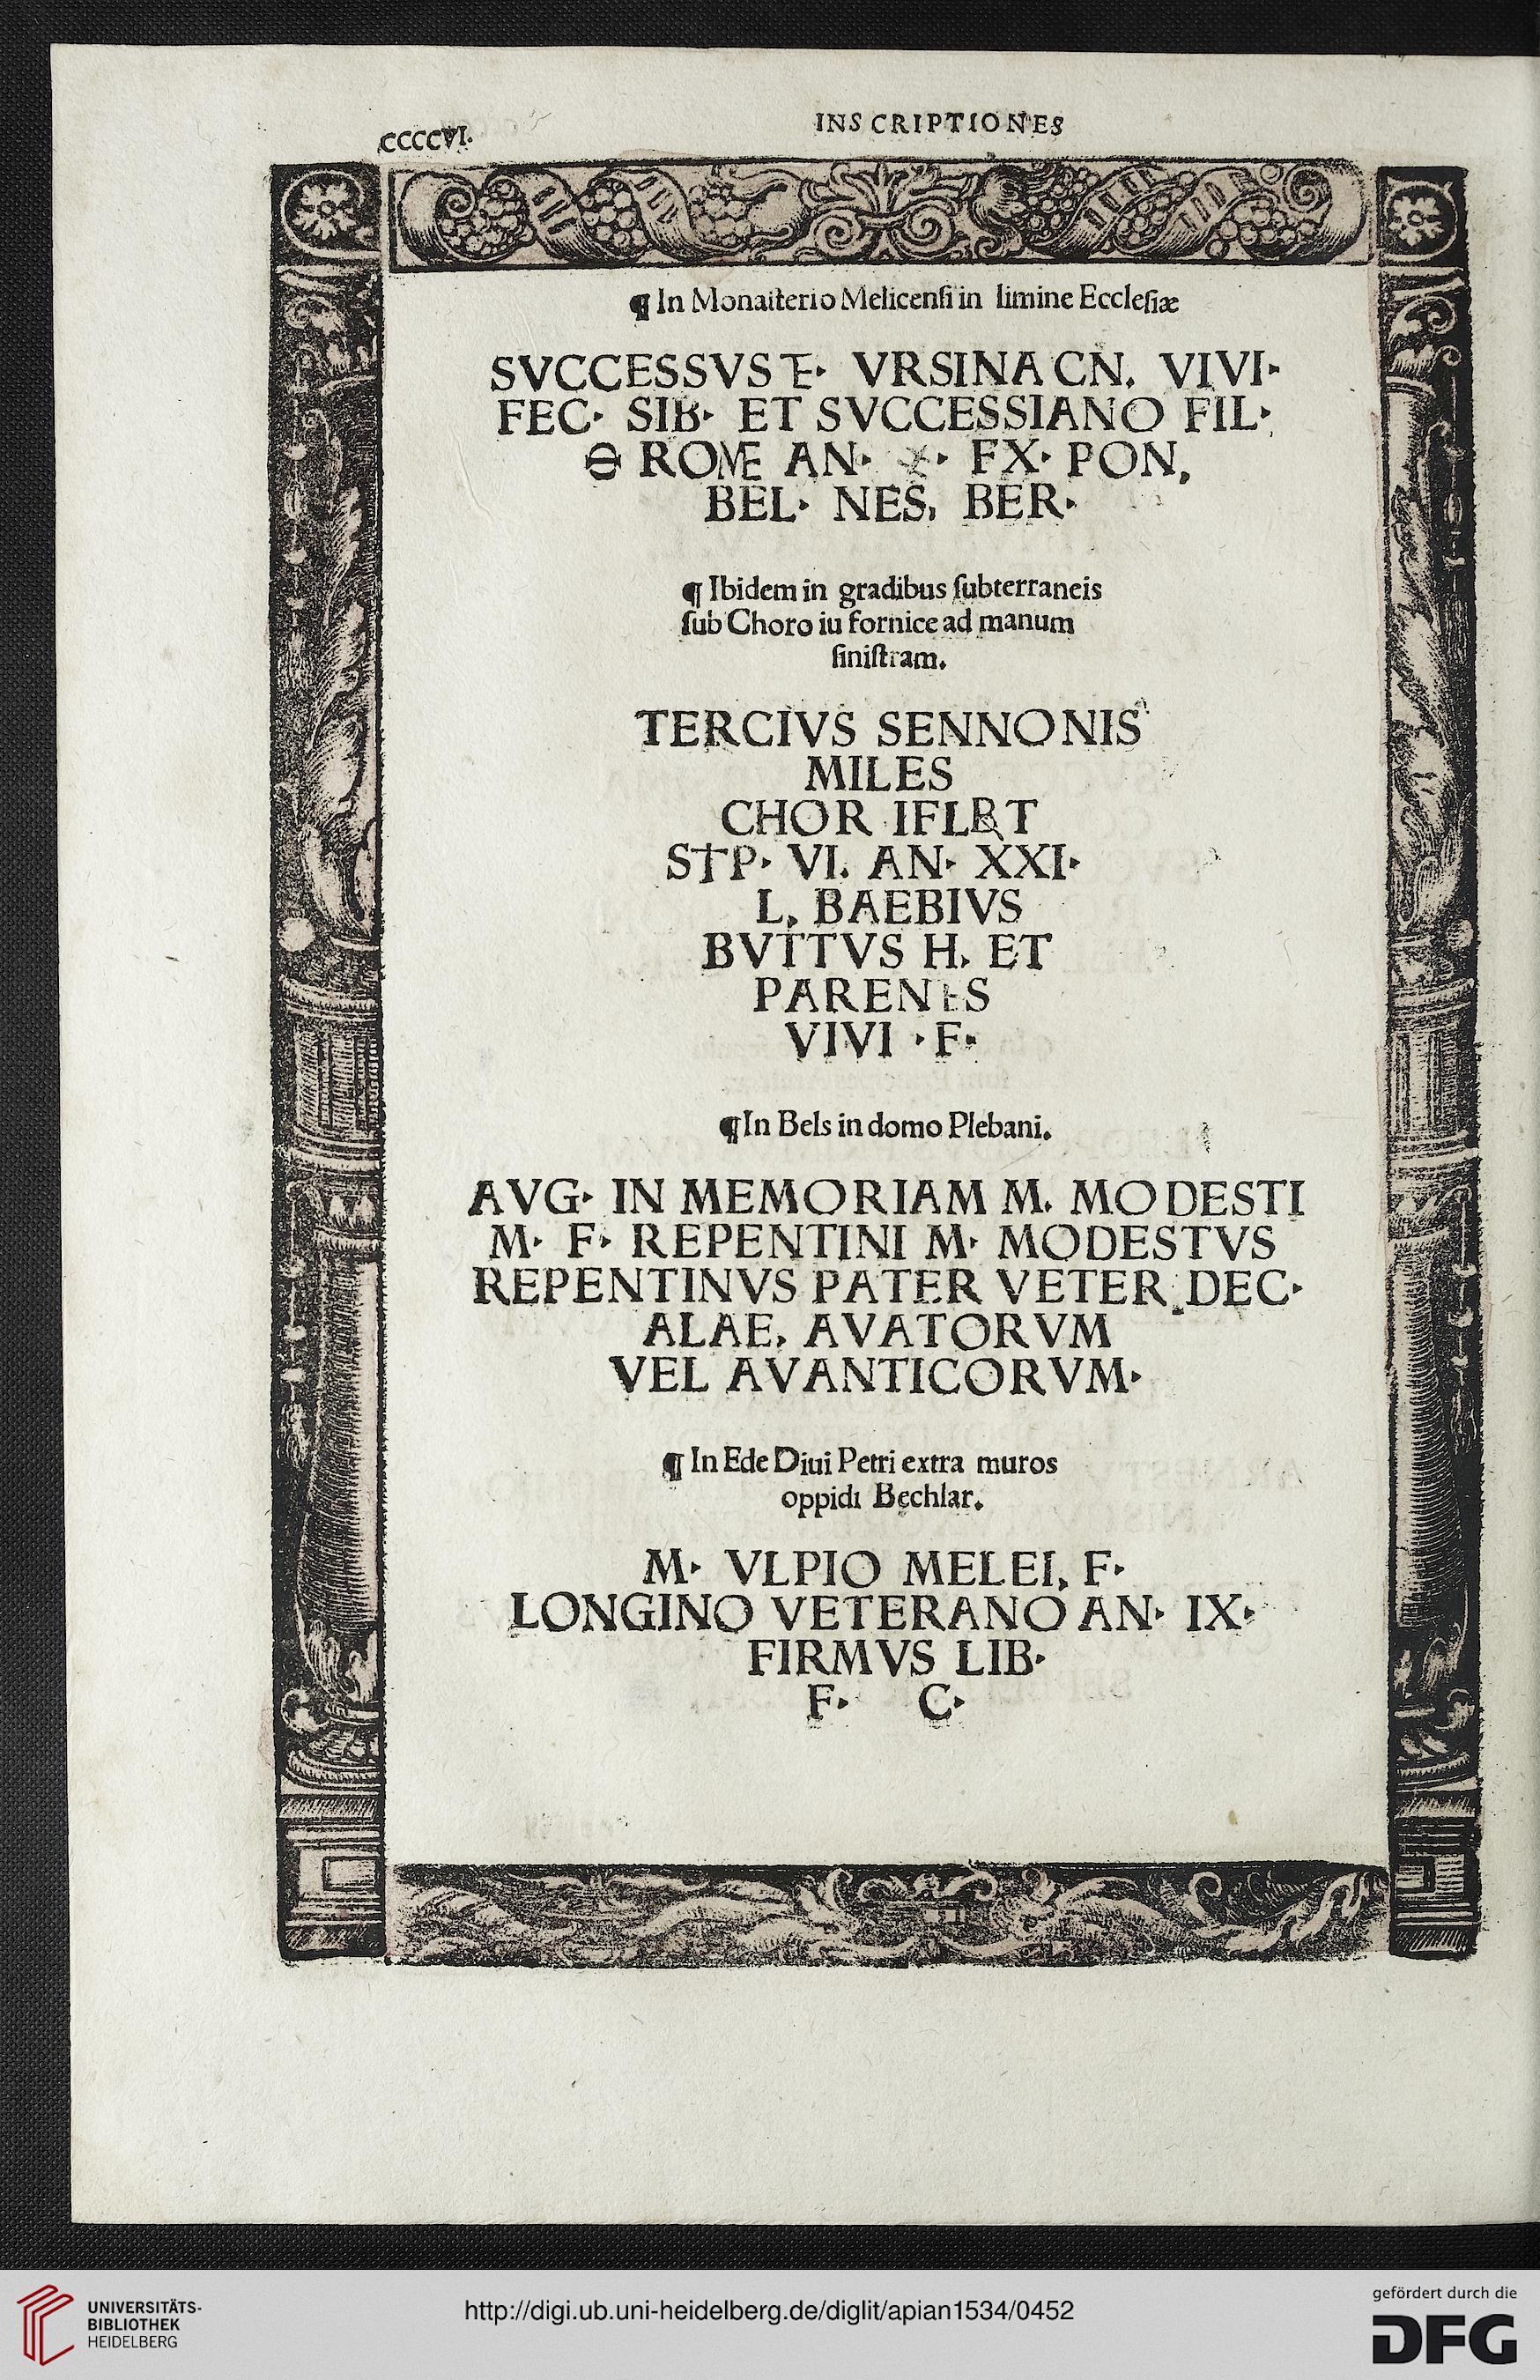 CCCCVI.
INSCRIPTIONES
¶ In Monasterio Melicensi in limine Ecclesiæ
SVCCESSVS E· VRSINA CN. VIVI·
FEC· SIB· ET SVCCESSIANO FIL·
ROME AN· X· FX· PON.
BEL· NES. BER·
¶ Ibidem in gradibus ſubterraneis
ſub Choro iu fornice ad manum
ſiniſtram.
TERCIVS SENNONIS
MILES
CHOR IFLBT
ST P· VI. AN· XXI·
L. BAEBIVS
BVTTVS H. ET
PARENES
VIVI · F·
¶ In Bels in domo Plebani.
AVG· IN MEMORIAM M. MODESTI
M· F· REPENTINI M· MODESTVS
REPENTINVS PATER VETER. DEC·
ALAE. AVATORVM
VEL AVANTICORVM·
¶ In Ede Diui Petri extra muros
oppidi Bechlar.
M· VLPIO MELEI. F·
LONGINO VETERANO AN· IX·
FIRMVS LIB·
F· C·
UNIVERSITÄTS-
BIBLIOTHEK
HEIDELBERG
http://digi.ub.uni-heidelberg.de/diglit/apian1534/0452
gefördert durch die
DFG